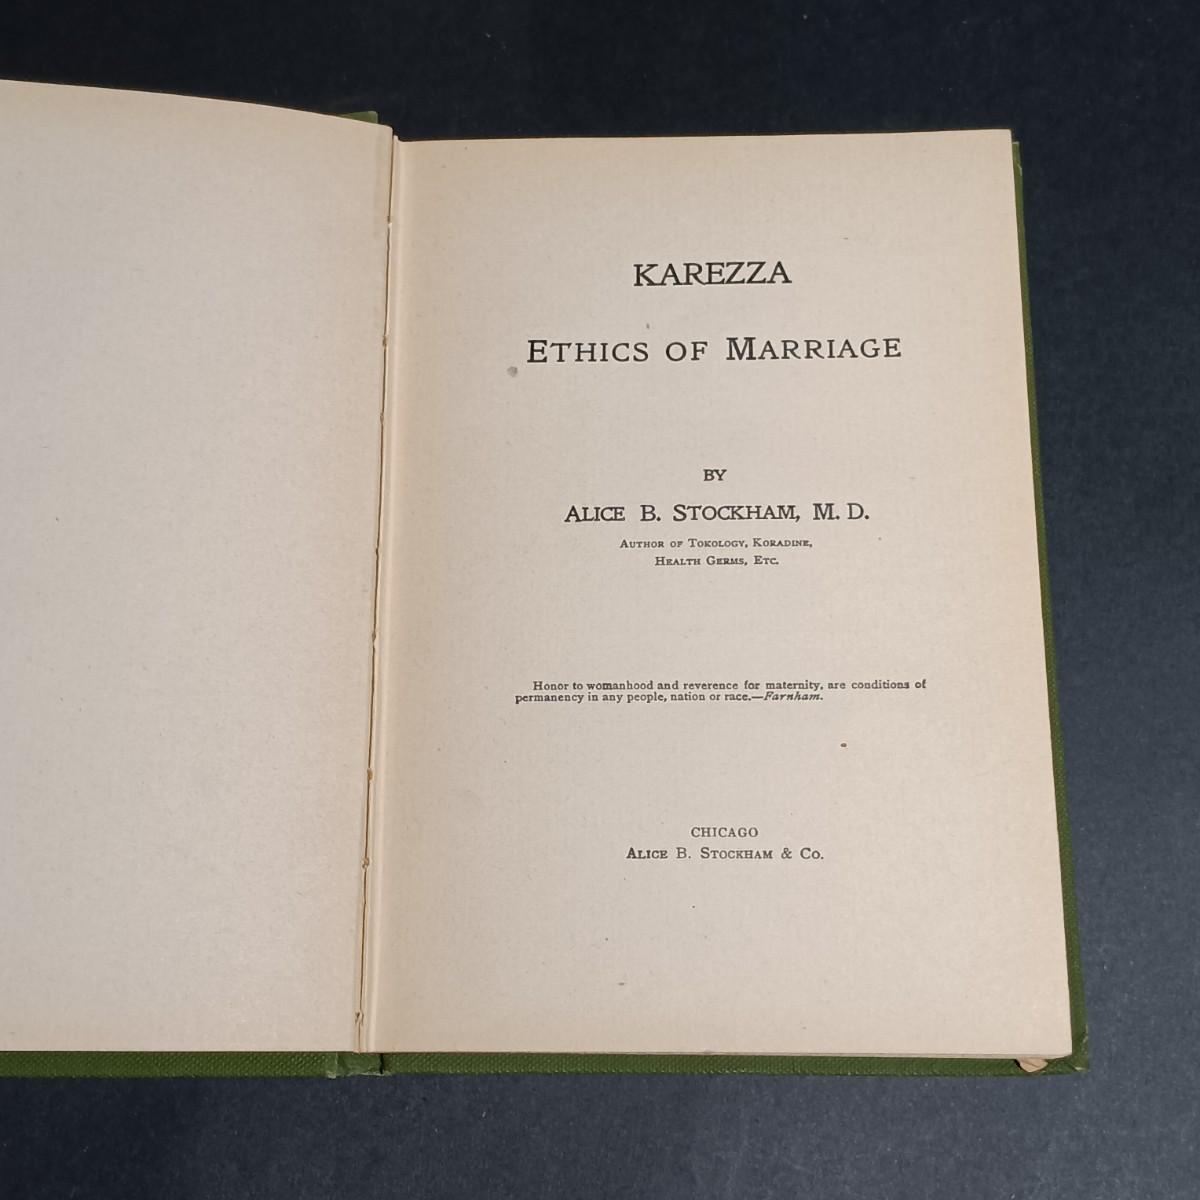 KAREZZA
ETHICS OF MARRIAGE
BY
ALICE B. STOCKHAM, M. D.
AUTHOR OF TOKOLOGY, KORADINE,
HEALTH GERMS, ETC.
Honor to womanhood and reverence for maternity, are conditions of
permanency in any people, nation or race.—Farnham.
CHICAGO
ALICE B. STOCKHAM & CO.